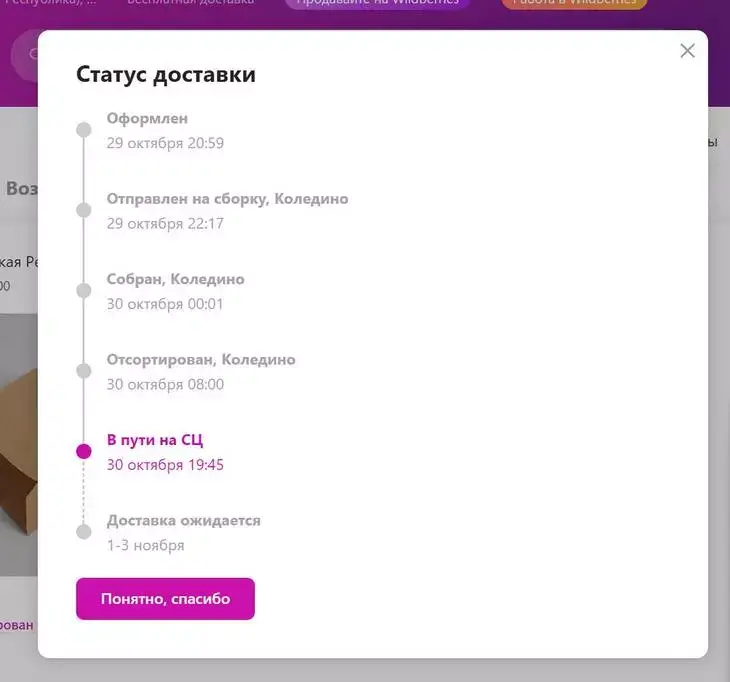 Республика), ...
Бесплатная доставка
Продавайте на Wildberries
Работа в Wildberries
Статус доставки
Оформлен
29 октября 20:59
ы
Воз
Отправлен на сборку, Коледино
29 октября 22:17
кая Ре
00
Собран, Коледино
30 октября 00:01
Отсортирован, Коледино
30 октября 08:00
В пути на СЦ
30 октября 19:45
Доставка ожидается
1-3 ноября
Понятно, спасибо
рован